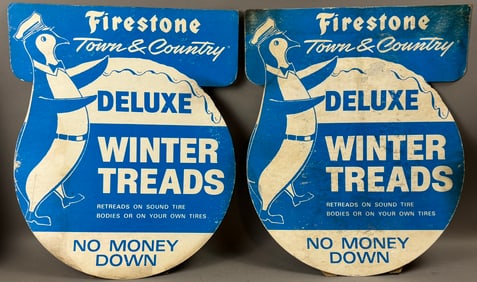 Firestone
Town & Country
DELUXE
WINTER
TREADS
RETREADS ON SOUND TIRE
BODIES OR ON YOUR OWN TIRES
NO MONEY
DOWN
Firestone
Town & Country
DELUXE
WINTER
TREADS
RETREADS ON SOUND TIRE
BODIES OR ON YOUR OWN TIRES
NO MONEY
DOWN